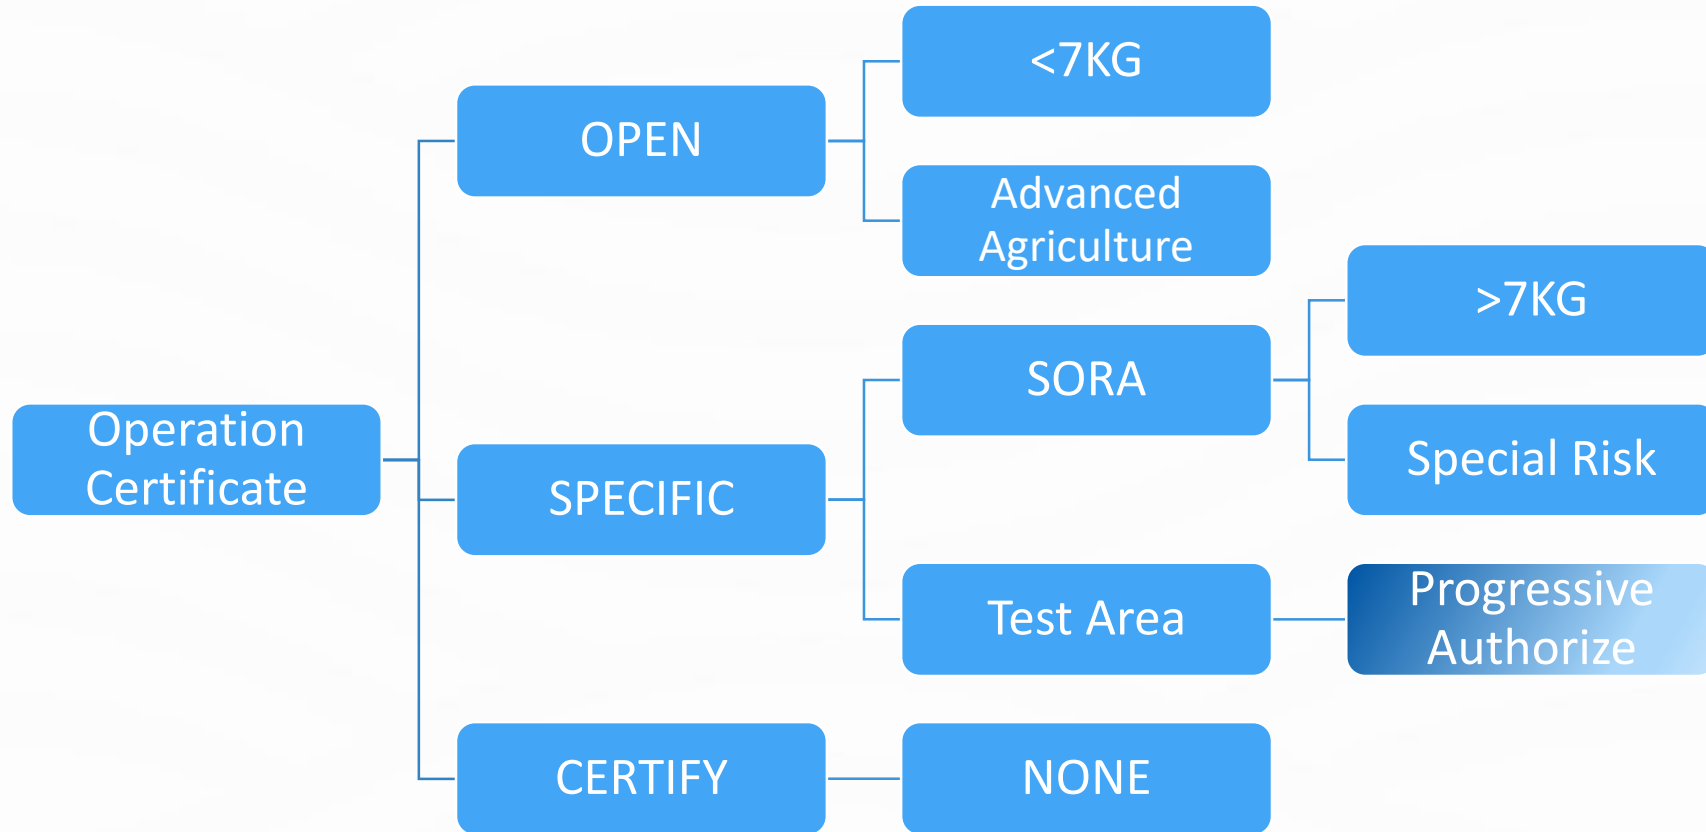 Operation
Certificate
OPEN
<7KG
Advanced
Agriculture
SPECIFIC
SORA
>7KG
Special Risk
Test Area
Progressive
Authorize
CERTIFY
NONE